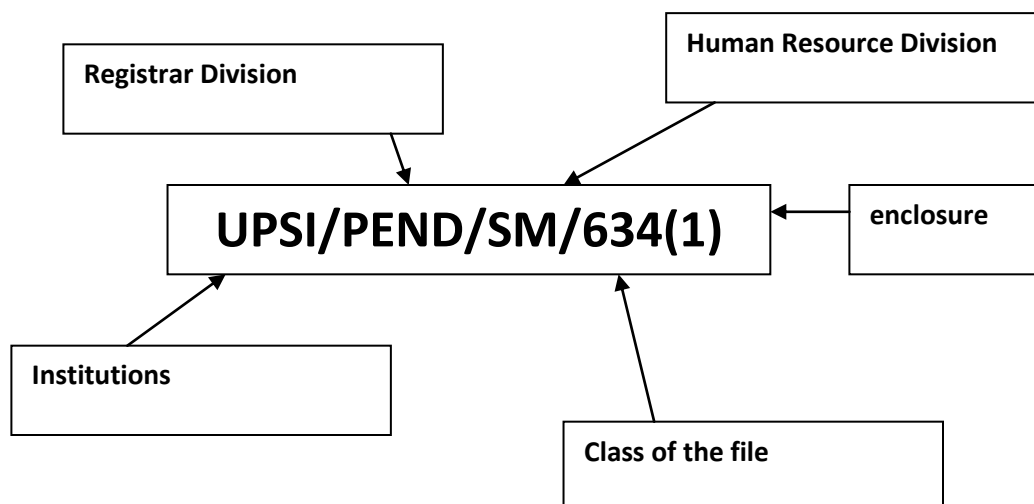 Human Resource Division
Registrar Division
UPSI/PEND/SM/634(1)
enclosure
Institutions
Class of the file